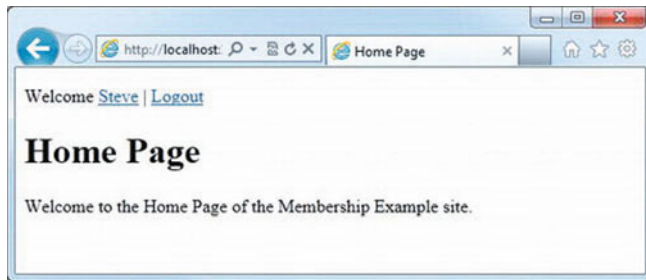 http://localhost:
Home Page
Welcome Steve | Logout
Home Page
Welcome to the Home Page of the Membership Example site.